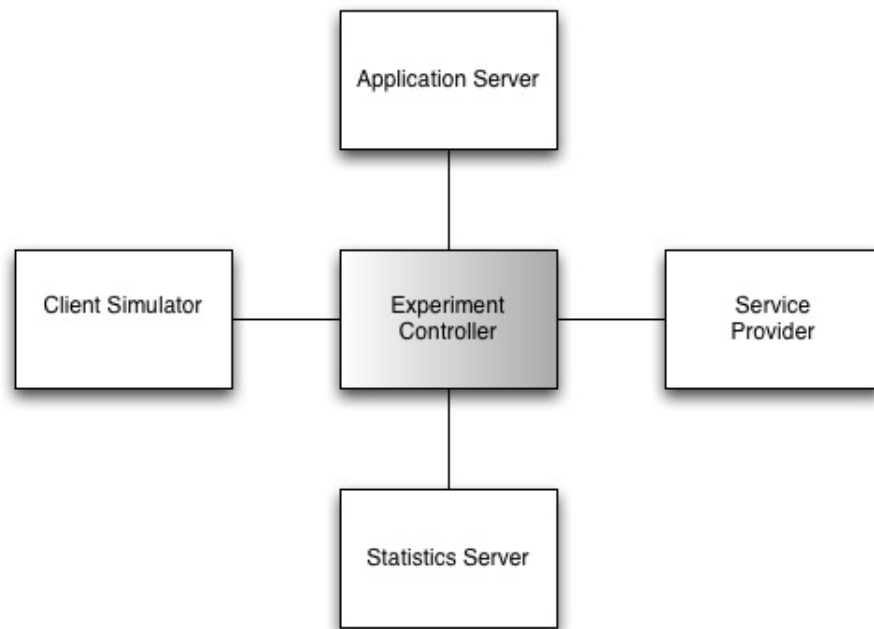 Application Server
Client Simulator
Experiment
Controller
Service
Provider
Statistics Server